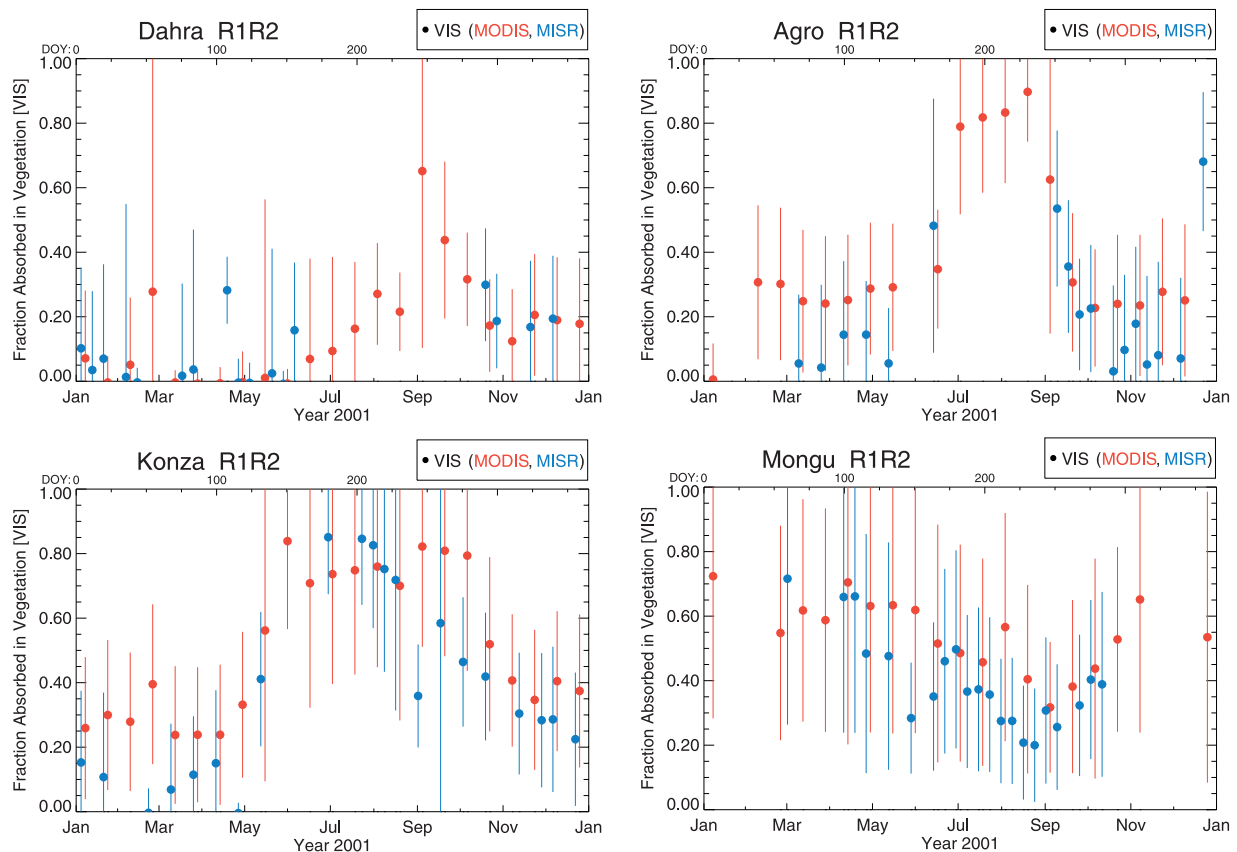 Dahra R1R2
VIS (MODIS, MISR)
DOY: 0 100 200
Fraction Absorbed in Vegetation [VIS]
1.00
0.80
0.60
0.40
0.20
0.00
Jan Mar May Jul Sep Nov Jan
Year 2001
Agro R1R2
VIS (MODIS, MISR)
DOY: 0 100 200
Fraction Absorbed in Vegetation [VIS]
1.00
0.80
0.60
0.40
0.20
0.00
Jan Mar May Jul Sep Nov Jan
Year 2001
Konza R1R2
VIS (MODIS, MISR)
DOY: 0 100 200
Fraction Absorbed in Vegetation [VIS]
1.00
0.80
0.60
0.40
0.20
0.00
Jan Mar May Jul Sep Nov Jan
Year 2001
Mongu R1R2
VIS (MODIS, MISR)
DOY: 0 100 200
Fraction Absorbed in Vegetation [VIS]
1.00
0.80
0.60
0.40
0.20
0.00
Jan Mar May Jul Sep Nov Jan
Year 2001